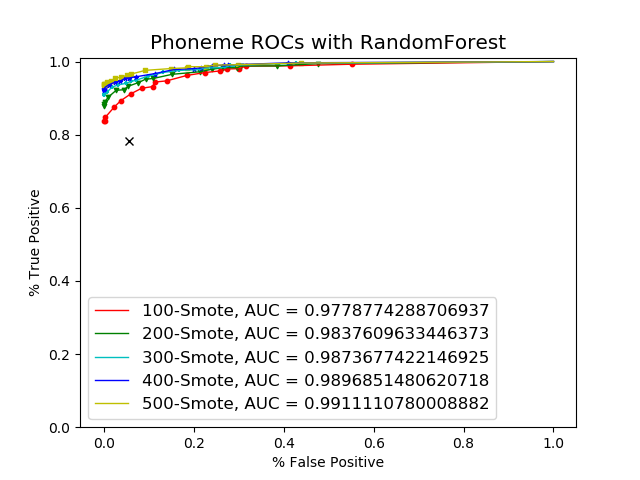 Phoneme ROCs with RandomForest
1.0
0.8
0.6
0.4
0.2
0.0
% True Positive
100-Smote, AUC = 0.9778774288706937
200-Smote, AUC = 0.9837609633446373
300-Smote, AUC = 0.9873677422146925
400-Smote, AUC = 0.9896851480620718
500-Smote, AUC = 0.9911110780008882
0.0 0.2 0.4 0.6 0.8 1.0
% False Positive